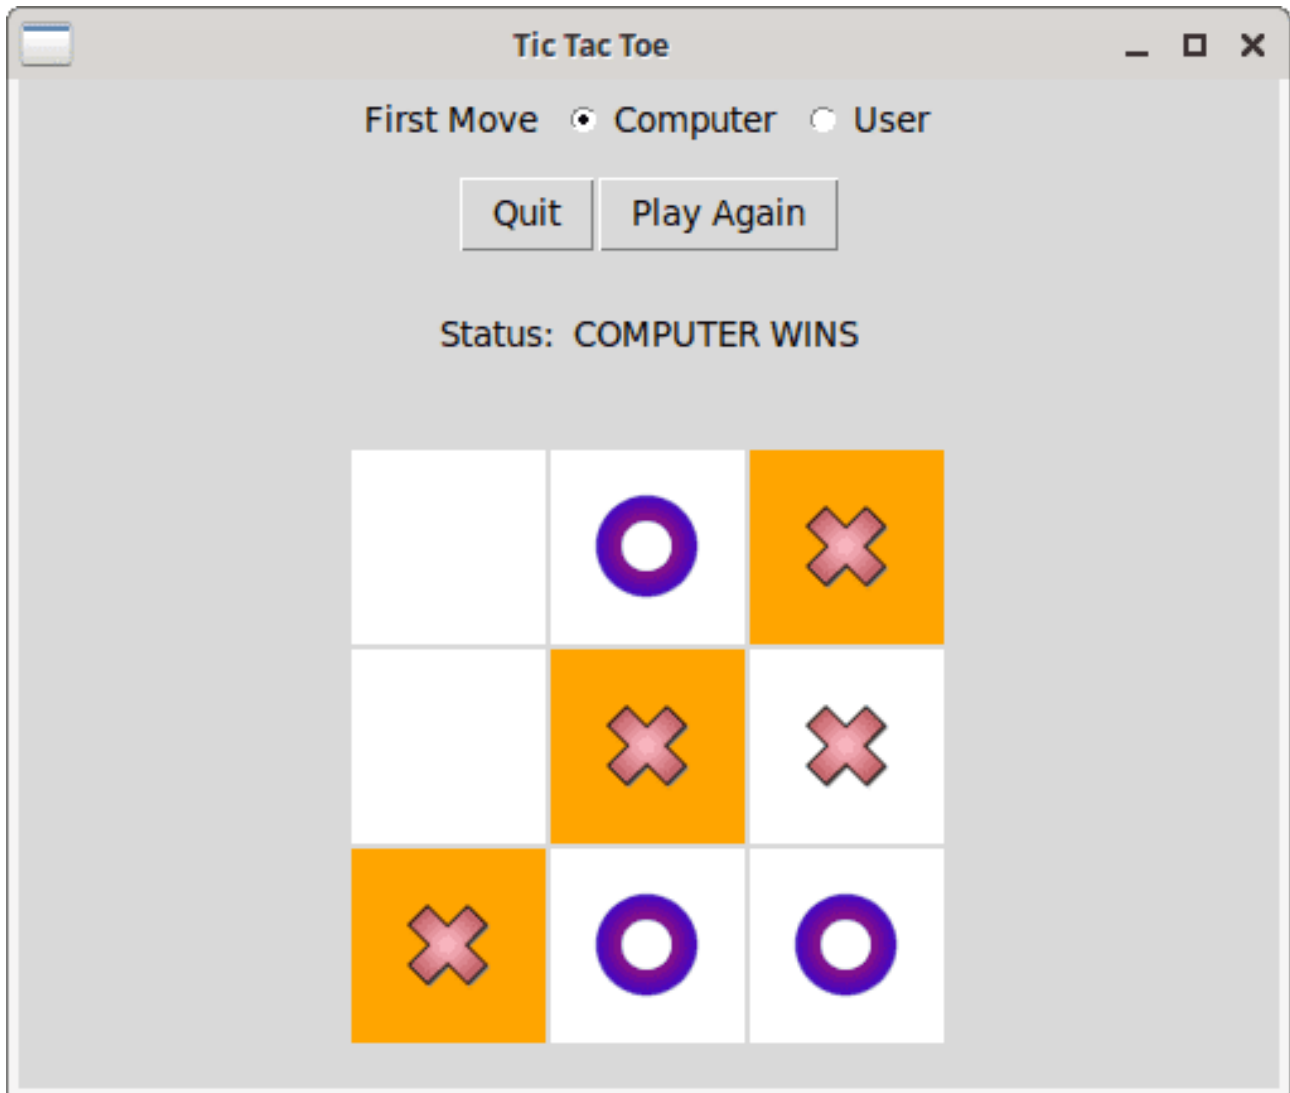 Tic Tac Toe
First Move Computer User
Quit Play Again
Status: COMPUTER WINS